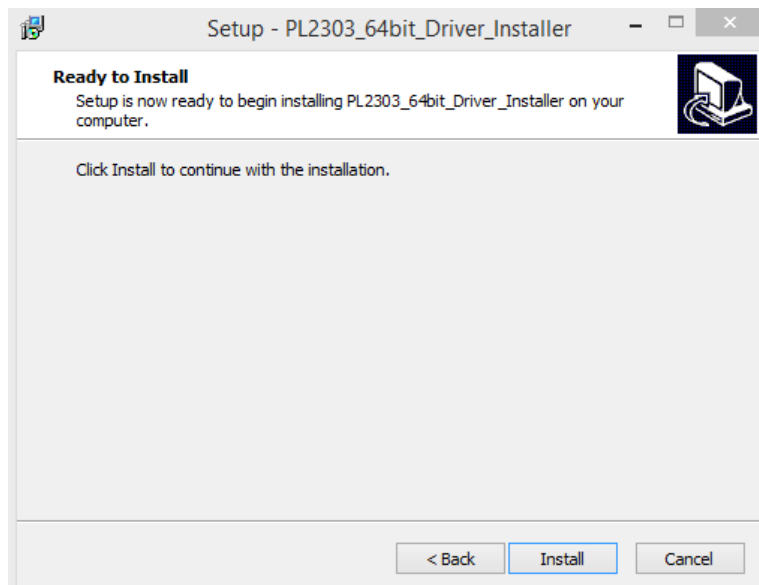 Setup - PL2303_64bit_Driver_Installer
Ready to Install
Setup is now ready to begin installing PL2303_64bit_Driver_Installer on your
computer.
Click Install to continue with the installation.
< Back Install Cancel